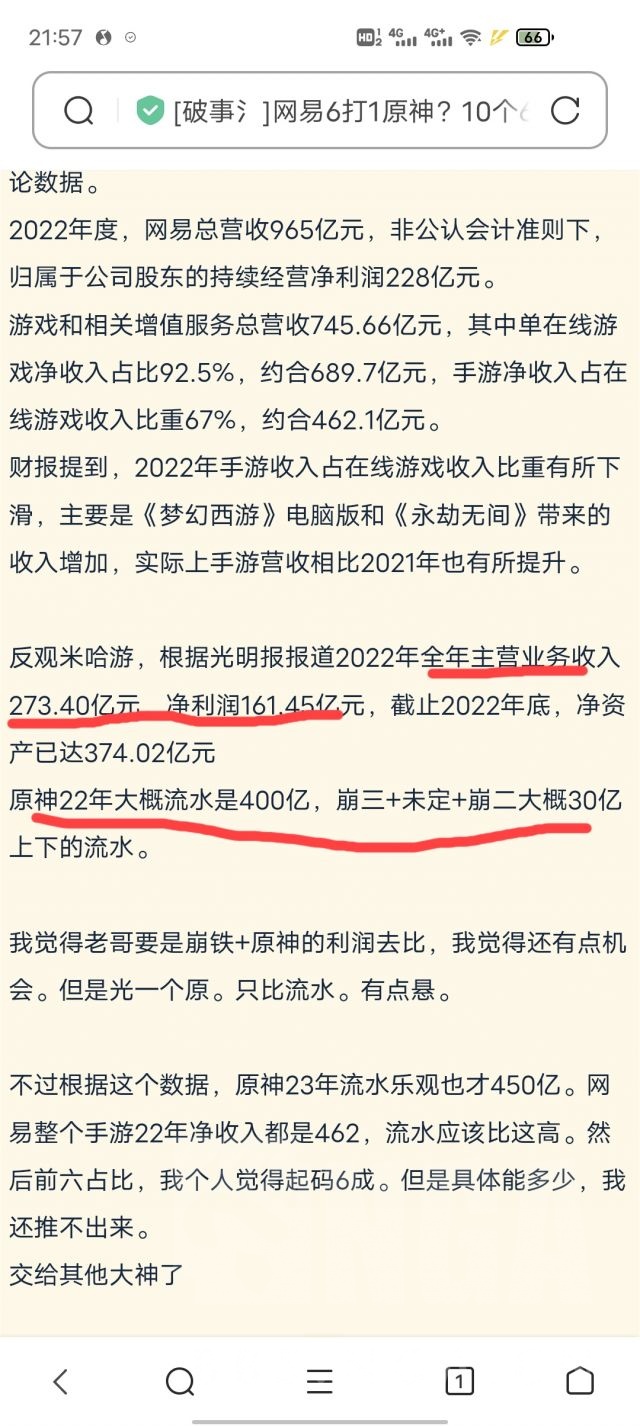 21:57
HD 1 2 4G 4G+ 66
[破事氵]网易6打1原神？10个6
论数据。
2022年度，网易总营收965亿元，非公认会计准则下，
归属于公司股东的持续经营净利润228亿元。
游戏和相关增值服务总营收745.66亿元，其中单在线游
戏净收入占比92.5%，约合689.7亿元，手游净收入占在
线游戏收入比重67%，约合462.1亿元。
财报提到，2022年手游收入占在线游戏收入比重有所下
滑，主要是《梦幻西游》电脑版和《永劫无间》带来的
收入增加，实际上手游营收相比2021年也有所提升。
反观米哈游，根据光明报报道2022年全年主营业务收入
273.40亿元，净利润161.45亿元，截止2022年底，净资
产已达374.02亿元
原神22年大概流水是400亿，崩三+未定+崩二大概30亿
上下的流水。
我觉得老哥要是崩铁+原神的利润去比，我觉得还有点机
会。但是光一个原。只比流水。有点悬。
不过根据这个数据，原神23年流水乐观也才450亿。网
易整个手游22年净收入都是462，流水应该比这高。然
后前六占比，我个人觉得起码6成。但是具体能多少，我
还推不出来。
交给其他大神了
1